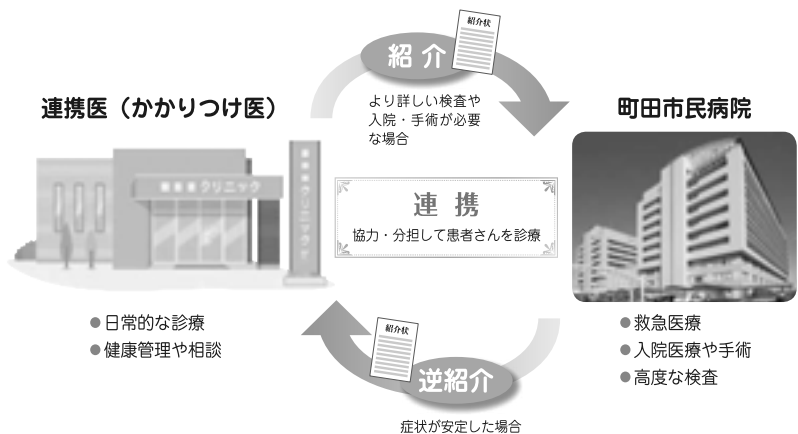 紹介状
紹介
より詳しい検査や
入院・手術が必要
な場合
連携医（かかりつけ医）
クリニック
クリニック
●日常的な診療
●健康管理や相談
連携
協力・分担して患者さんを診療
町田市民病院
●救急医療
●入院医療や手術
●高度な検査
紹介状
逆紹介
症状が安定した場合